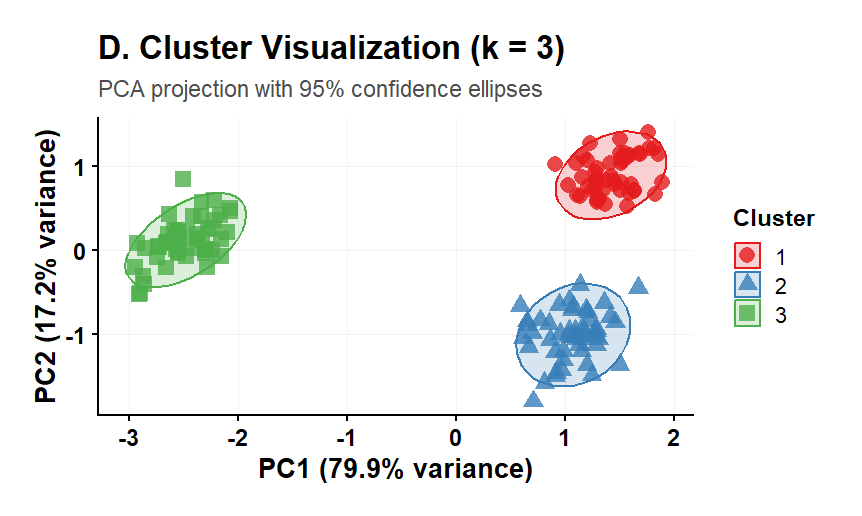 D. Cluster Visualization (k = 3)
PCA projection with 95% confidence ellipses
PC2 (17.2% variance)
1
0
-1
-3
-2
-1
0
1
2
PC1 (79.9% variance)
Cluster
1
2
3